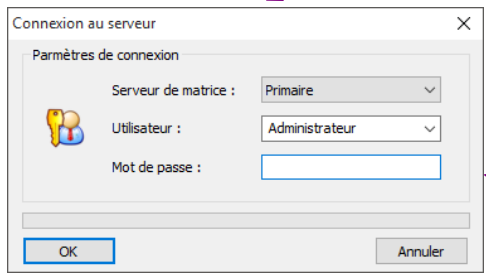 Connexion au serveur
Parmètres de connexion
Serveur de matrice : Primaire
Utilisateur : Administrateur
Mot de passe :
OK Annuler